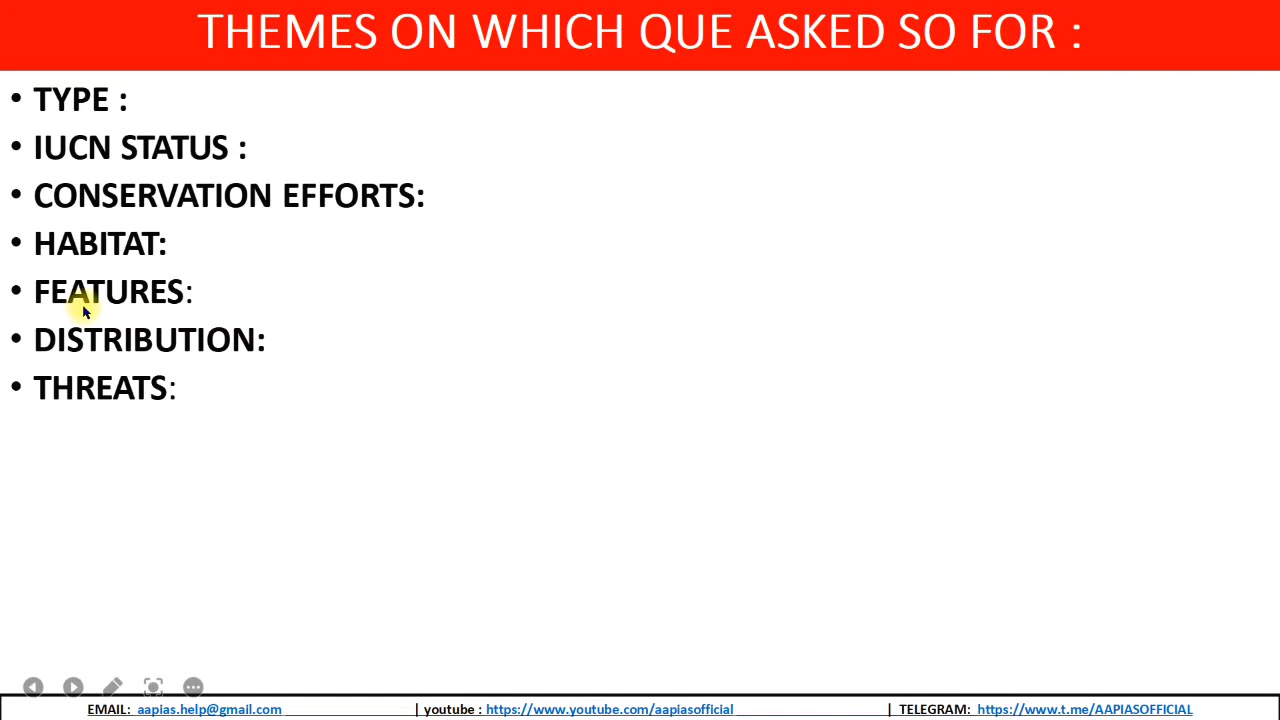 THEMES ON WHICH QUE ASKED SO FOR :
• TYPE :
• IUCN STATUS :
• CONSERVATION EFFORTS:
• HABITAT:
• FEATURES:
• DISTRIBUTION:
• THREATS:
EMAIL: aapias.help@gmail.com | youtube : https://www.youtube.com/aapiasofficial | TELEGRAM: https://www.t.me/AAPIASOFFICIAL